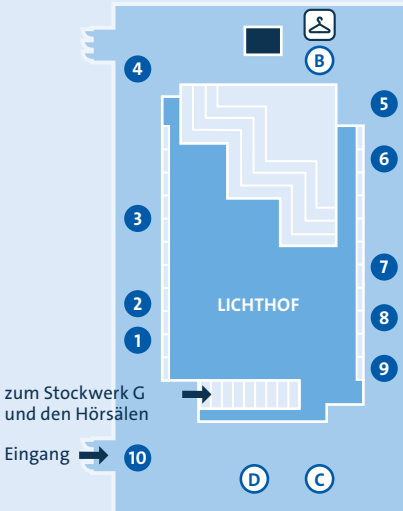 B
4
5
6
3
7
2
LICHTHOF
8
1
9
zum Stockwerk G
und den Hörsälen
Eingang
10
D
C